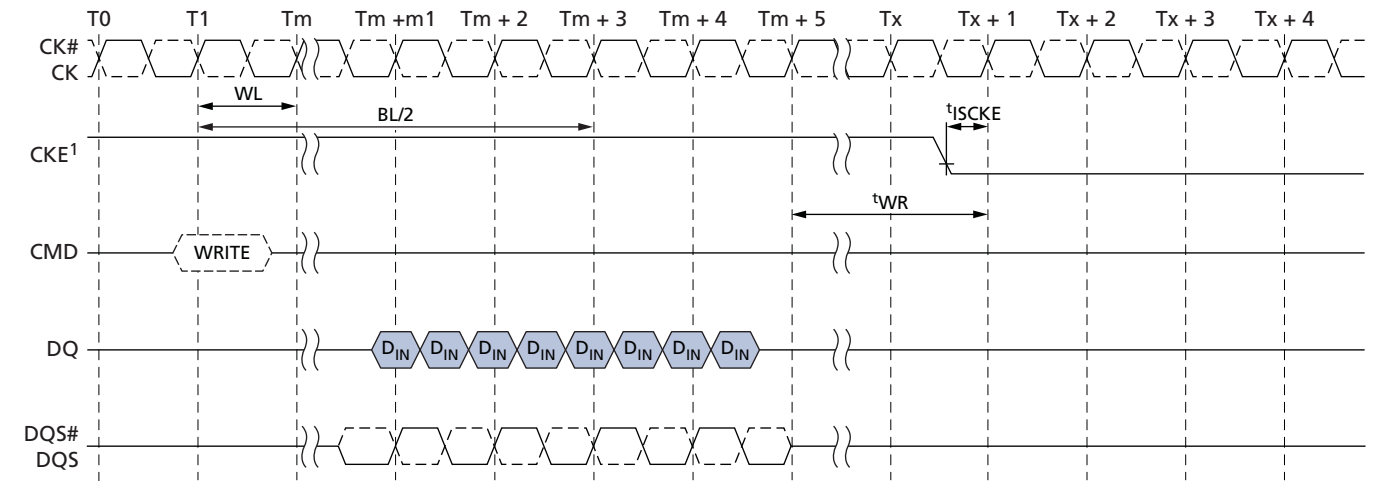 T0 T1 Tm Tm +m1 Tm + 2 Tm + 3 Tm + 4 Tm + 5 Tx Tx + 1 Tx + 2 Tx + 3 Tx + 4
CK#
CK
WL
BL/2
tISCKE
CKE1
tWR
CMD WRITE
DQ DIN DIN DIN DIN DIN DIN DIN DIN
DQS#
DQS